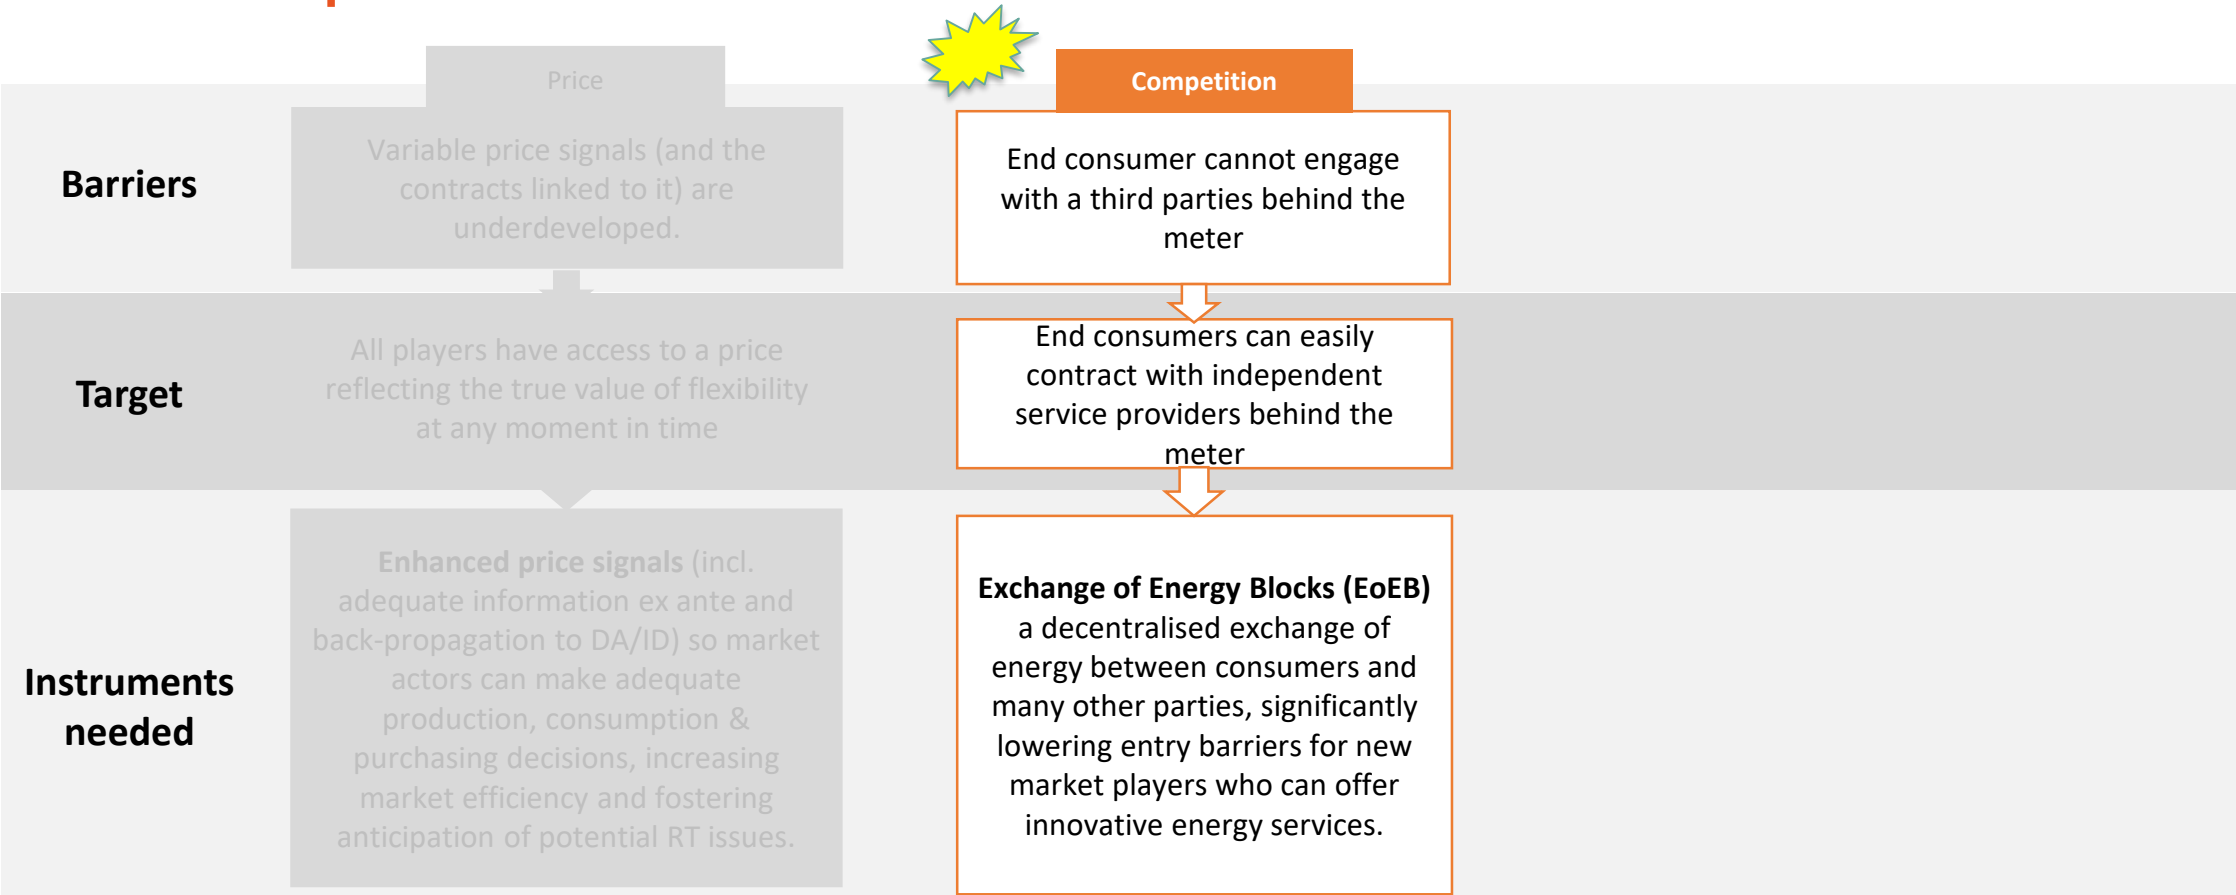 Price
Competition
Barriers
Variable price signals (and the
contracts linked to it) are
underdeveloped.
End consumer cannot engage
with a third parties behind the
meter
Target
All players have access to a price
reflecting the true value of flexibility
at any moment in time
End consumers can easily
contract with independent
service providers behind the
meter
Instruments
needed
Enhanced price signals (incl.
adequate information ex ante and
back-propagation to DA/ID) so market
actors can make adequate
production, consumption &
purchasing decisions, increasing
market efficiency and fostering
anticipation of potential RT issues.
Exchange of Energy Blocks (EoEB)
a decentralised exchange of
energy between consumers and
many other parties, significantly
lowering entry barriers for new
market players who can offer
innovative energy services.